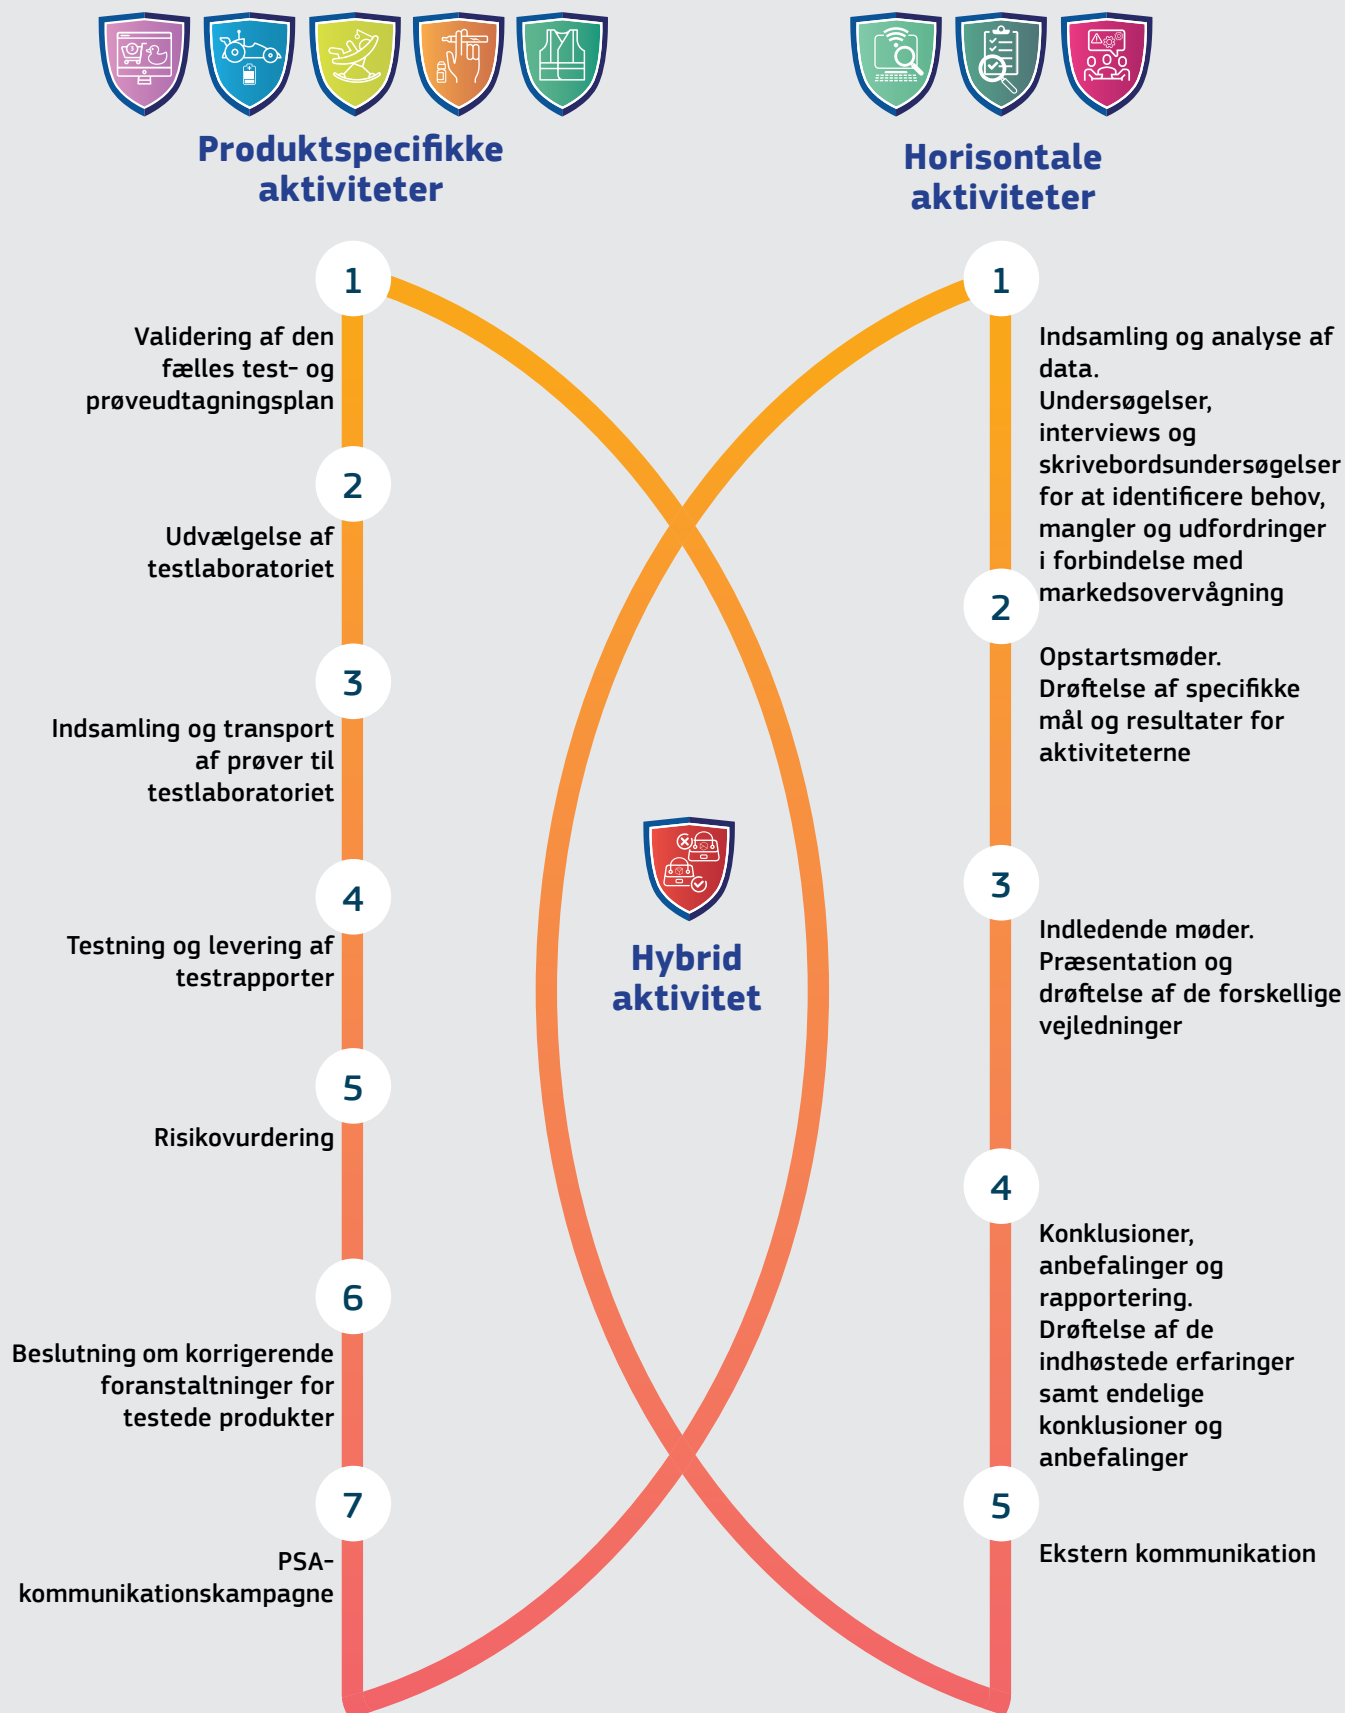 Produktspecifikke
aktiviteter
1
Validering af den
fælles test- og
prøveudtagningsplan
2
Udvælgelse af
testlaboratoriet
3
Indsamling og transport
af prøver til
testlaboratoriet
4
Testning og levering af
testrapporter
5
Risikovurdering
6
Beslutning om korrigerende
foranstaltninger for
testede produkter
7
PSA-
kommunikationskampagne
Hybrid
aktivitet
Horisontale
aktiviteter
1
Indsamling og analyse af
data.
Undersøgelser,
interviews og
skrivebordsundersøgelser
for at identificere behov,
mangler og udfordringer
i forbindelse med
markedsovervågning
2
Opstartsmøder.
Drøftelse af specifikke
mål og resultater for
aktiviteterne
3
Indledende møder.
Præsentation og
drøftelse af de forskellige
vejledninger
4
Konklusioner,
anbefalinger og
rapportering.
Drøftelse af de
indhøstede erfaringer
samt endelige
konklusioner og
anbefalinger
5
Ekstern kommunikation